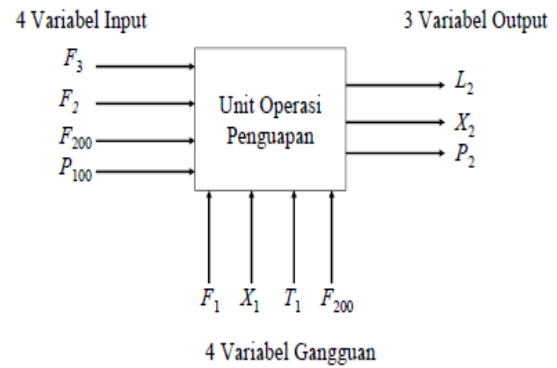 4 Variabel Input
3 Variabel Output
F3
F2
F200
P100
Unit Operasi
Penguapan
L2
X2
P2
F1 X1 T1 F200
4 Variabel Gangguan